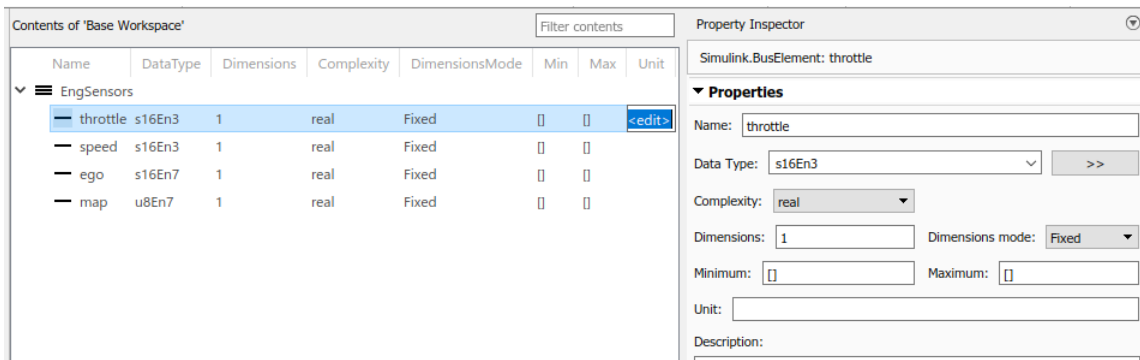 Contents of 'Base Workspace'
Filter contents
Name DataType Dimensions Complexity DimensionsMode Min Max Unit
EngSensors
throttle s16En3 1 real Fixed [] [] <edit>
speed s16En3 1 real Fixed [] []
ego s16En7 1 real Fixed [] []
map u8En7 1 real Fixed [] []
Property Inspector
Simulink.BusElement: throttle
Properties
Name: throttle
Data Type: s16En3 >>
Complexity: real
Dimensions: 1 Dimensions mode: Fixed
Minimum: [] Maximum: []
Unit:
Description: